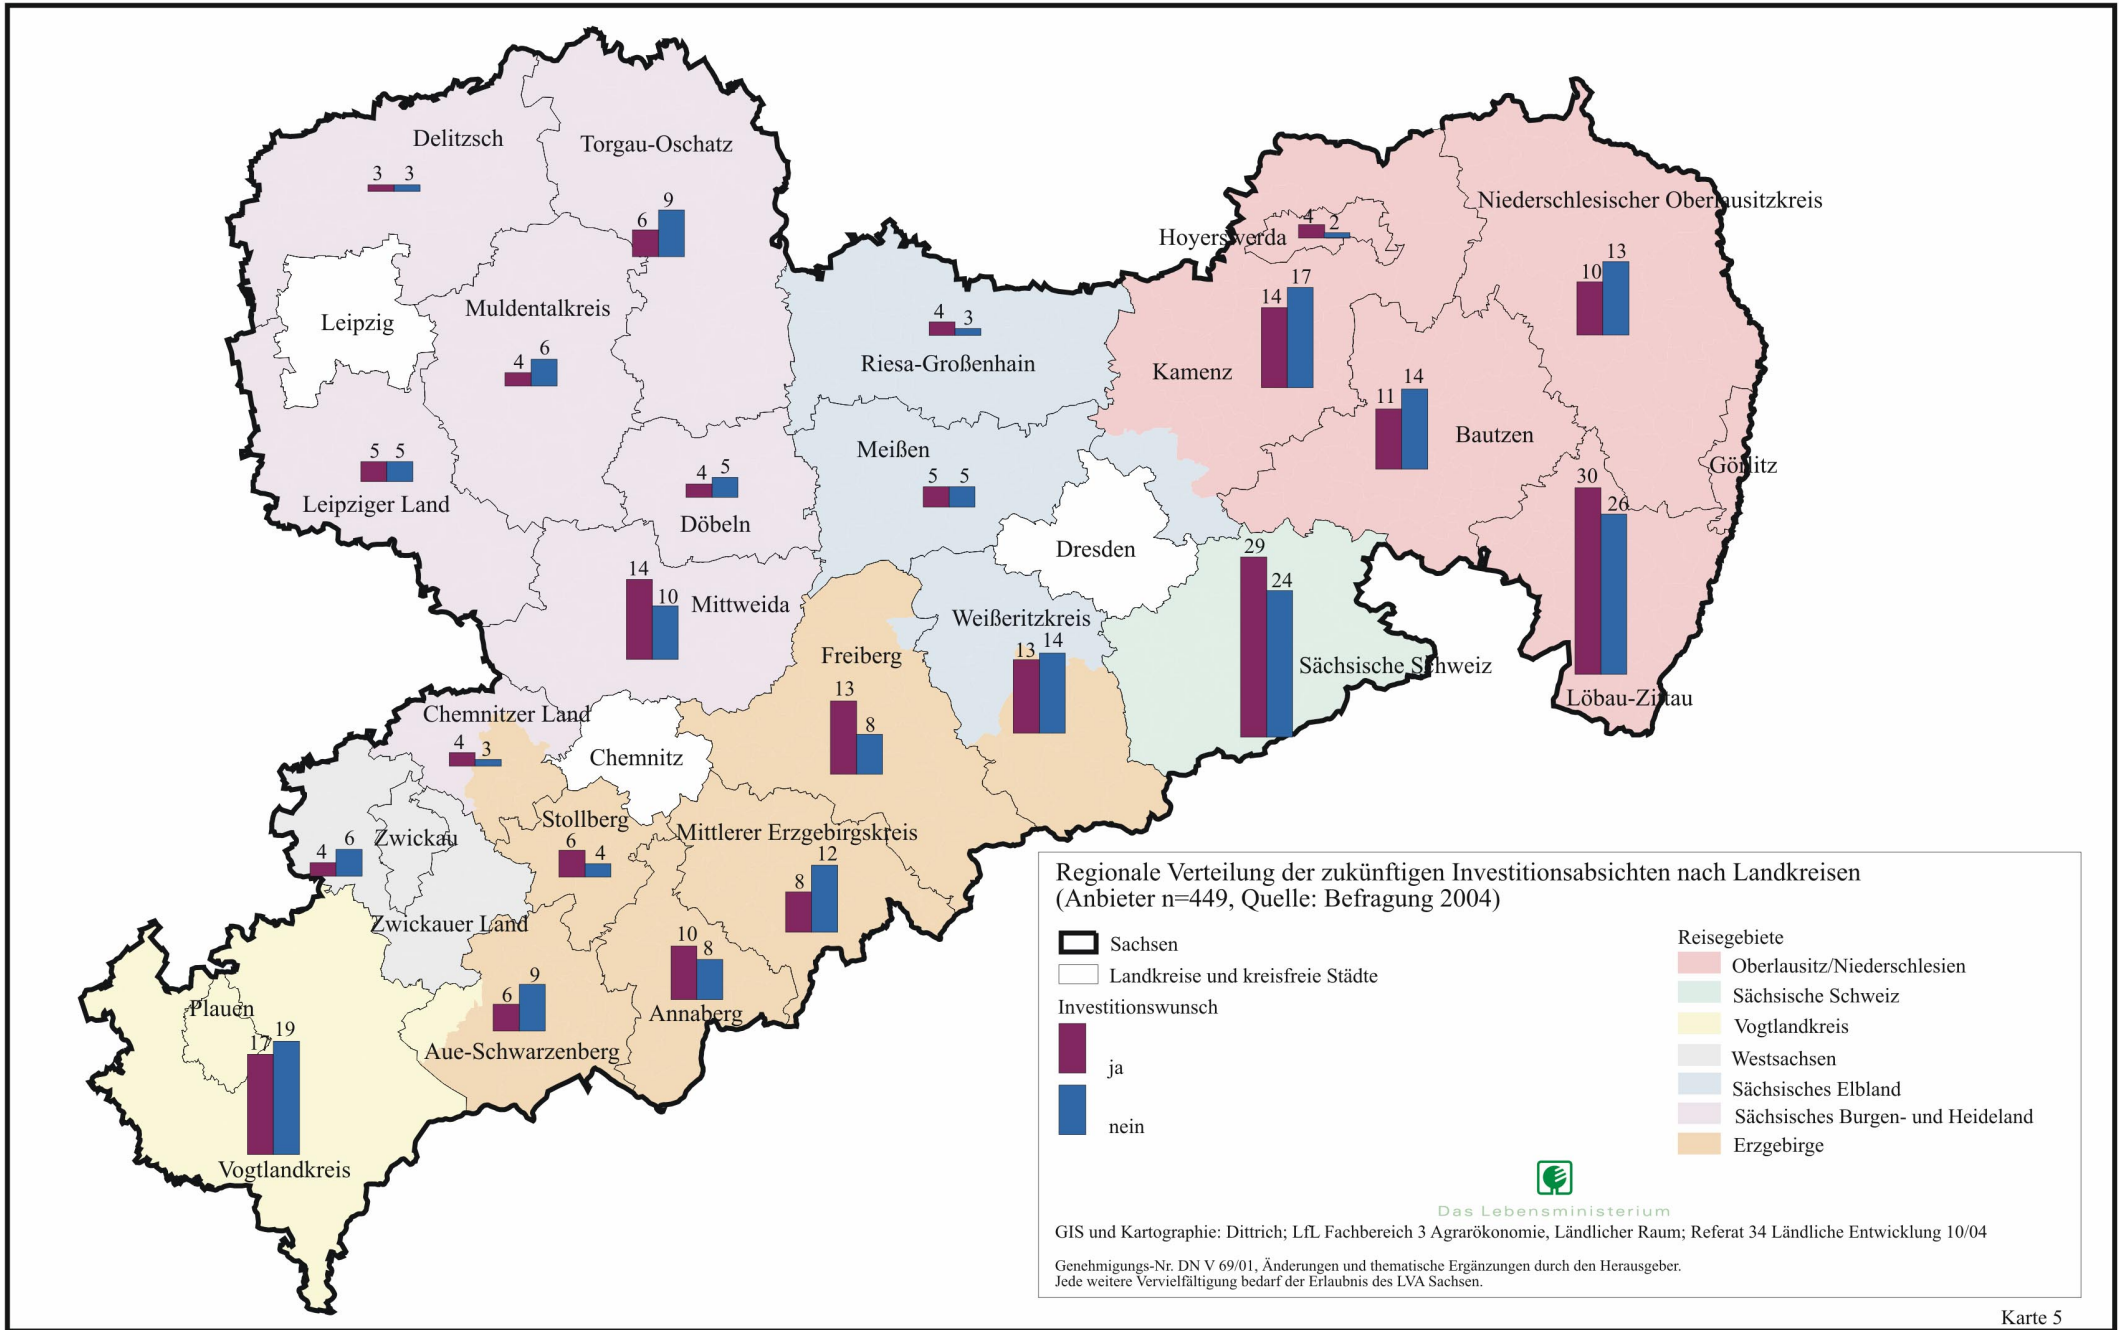 Delitzsch
3 3
Torgau-Oschatz
6 9
Leipzig
Muldentalkreis
4 6
5 5
Leipziger Land
4 5
Döbeln
14 10
Mittweida
Riesa-Großenhain
4 3
Meißen
5 5
Dresden
Weißeritzkreis
13 14
Hoyerswerda
4 2
Niederschlesischer Oberlausitzkreis
10 13
Kamenz
14 17
Bautzen
11 14
Görlitz
30 26
Löbau-Zittau
29 24
Sächsische Schweiz
Freiberg
13 8
Chemnitzer Land
4 3
Chemnitz
Stollberg
6 4
Mittlerer Erzgebirgskreis
8 12
Zwickau
4 6
Zwickauer Land
10 8
Annaberg
6 9
Aue-Schwarzenberg
Plauen
17 19
Vogtlandkreis
Regionale Verteilung der zukünftigen Investitionsabsichten nach Landkreisen
(Anbieter n=449, Quelle: Befragung 2004)
Sachsen
Landkreise und kreisfreie Städte
Investitionswunsch
ja
nein
Reisegebiete
Oberlausitz/Niederschlesien
Sächsische Schweiz
Vogtlandkreis
Westsachsen
Sächsisches Elbland
Sächsisches Burgen- und Heideland
Erzgebirge
Das Lebensministerium
GIS und Kartographie: Dittrich; LfL Fachbereich 3 Agrarökonomie, Ländlicher Raum; Referat 34 Ländliche Entwicklung 10/04
Genehmigungs-Nr. DN V 69/01, Änderungen und thematische Ergänzungen durch den Herausgeber.
Jede weitere Vervielfältigung bedarf der Erlaubnis des LVA Sachsen.
Karte 5